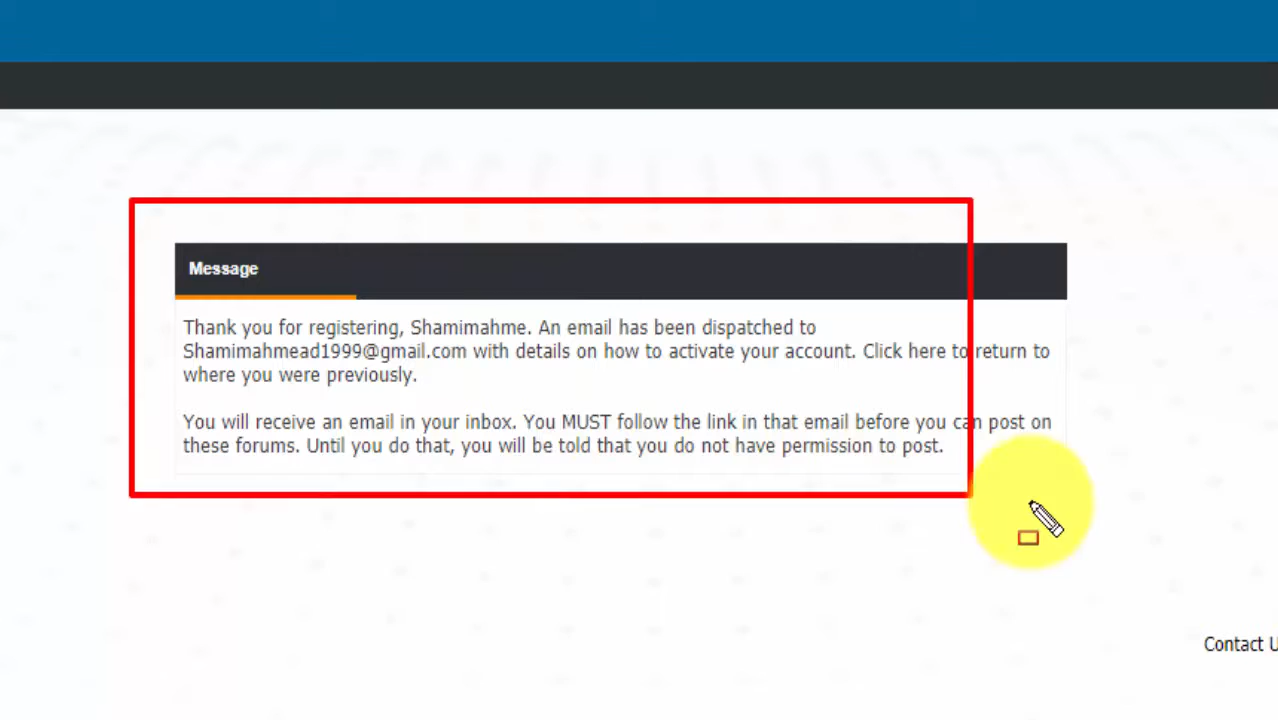 Message
Thank you for registering, Shamimahme. An email has been dispatched to
Shamimahmead1999@gmail.com with details on how to activate your account. Click here to return to
where you were previously.
You will receive an email in your inbox. You MUST follow the link in that email before you can post on
these forums. Until you do that, you will be told that you do not have permission to post.
Contact U